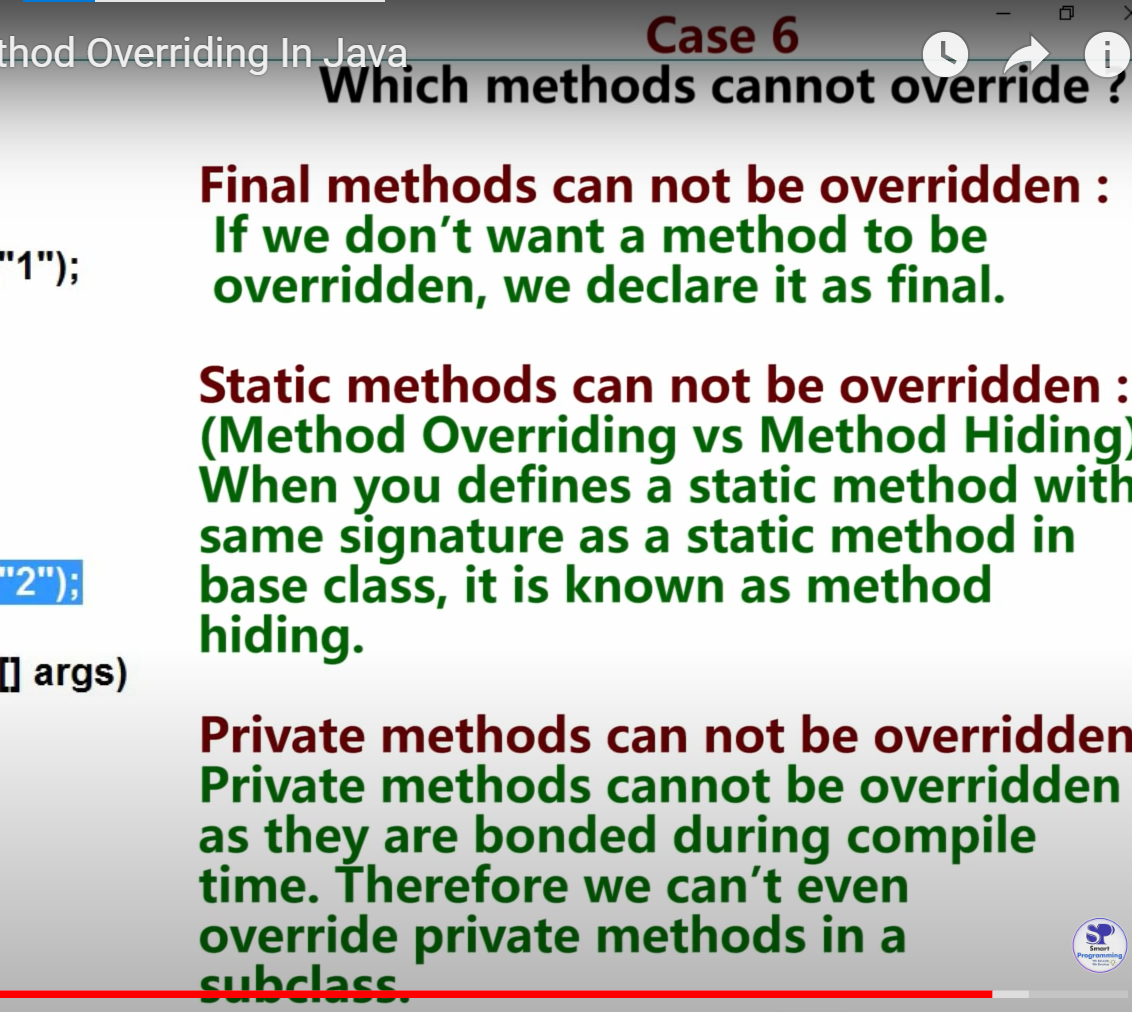 Case 6
thod Overriding In Java
Which methods cannot override ?
Final methods can not be overridden :
If we don’t want a method to be
overridden, we declare it as final.
"1");
Static methods can not be overridden :
(Method Overriding vs Method Hiding)
When you defines a static method with
same signature as a static method in
base class, it is known as method
hiding.
"2");
[] args)
Private methods can not be overridden
Private methods cannot be overridden
as they are bonded during compile
time. Therefore we can’t even
override private methods in a
subclass.
SP
Smart
Programming